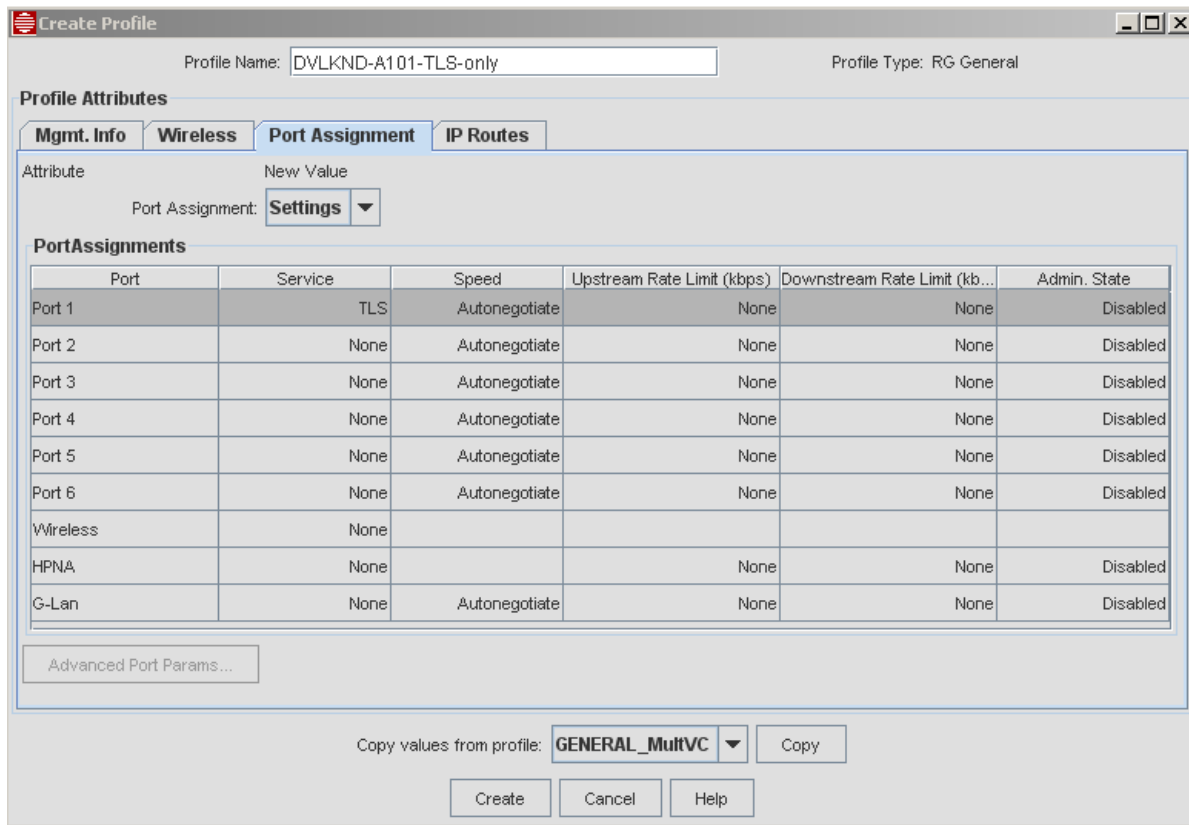 Create Profile
Profile Name: DVLKND-A101-TLS-only Profile Type: RG General
Profile Attributes
Mgmt. Info Wireless Port Assignment IP Routes
Attribute New Value
Port Assignment: Settings
PortAssignments
Port Service Speed Upstream Rate Limit (kbps) Downstream Rate Limit (kb... Admin. State
Port 1 TLS Autonegotiate None None Disabled
Port 2 None Autonegotiate None None Disabled
Port 3 None Autonegotiate None None Disabled
Port 4 None Autonegotiate None None Disabled
Port 5 None Autonegotiate None None Disabled
Port 6 None Autonegotiate None None Disabled
Wireless None
HPNA None None None Disabled
G-Lan None Autonegotiate None None Disabled
Advanced Port Params...
Copy values from profile: GENERAL_MultVC Copy
Create Cancel Help